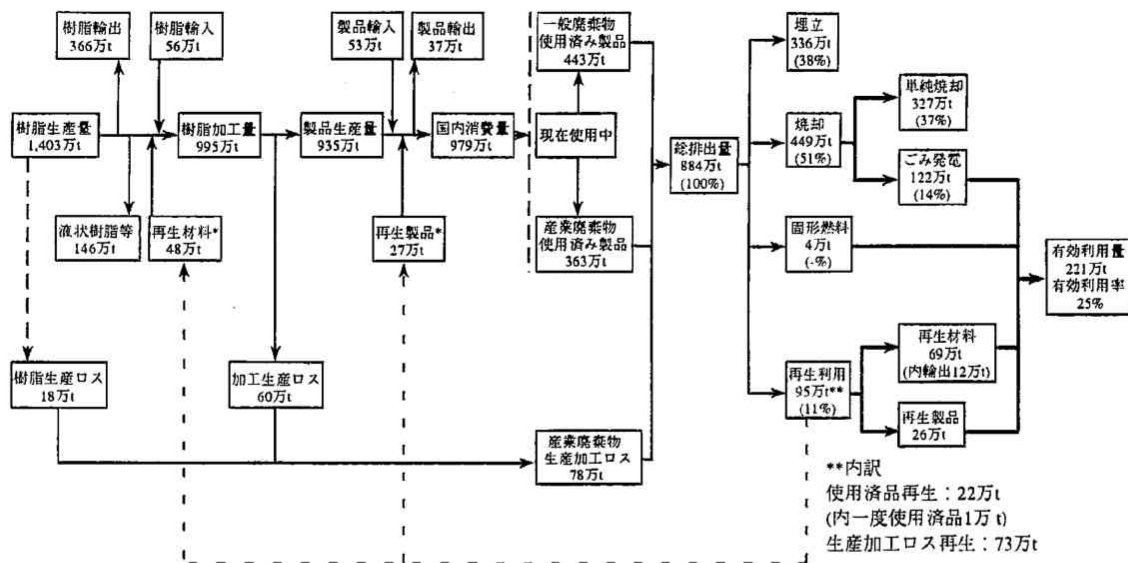 樹脂輸出
366万t
樹脂輸入
56万t
製品輸入
53万t
製品輸出
37万t
一般廃棄物
使用済み製品
443万t
埋立
336万t
(38%)
単純焼却
327万t
(37%)
樹脂生産量
1,403万t
樹脂加工量
995万t
製品生産量
935万t
国内消費量
979万t
現在使用中
総排出量
884万t
(100%)
焼却
449万t
(51%)
ごみ発電
122万t
(14%)
液状樹脂等
146万t
再生材料*
48万t
再生製品*
27万t
産業廃棄物
使用済み製品
363万t
固形燃料
4万t
(-%)
有効利用量
221万t
有効利用率
25%
樹脂生産ロス
18万t
加工生産ロス
60万t
再生利用
95万t**
(11%)
再生材料
69万t
(内輸出12万t)
再生製品
26万t
産業廃棄物
生産加工ロス
78万t
**内訳
使用済品再生：22万t
(内一度使用済品1万t)
生産加工ロス再生：73万t